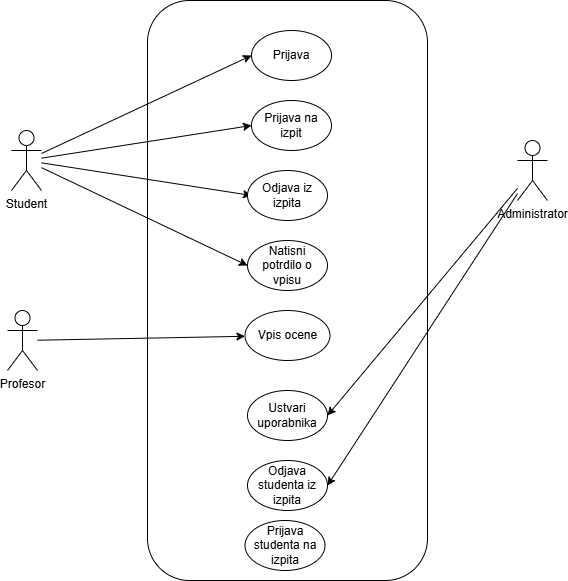 Prijava
Prijava na
izpit
Student
Odjava iz
izpita
Administrator
Natisni
potrdilo o
vpisu
Vpis ocene
Profesor
Ustvari
uporabnika
Odjava
studenta iz
izpita
Prijava
studenta na
izpita